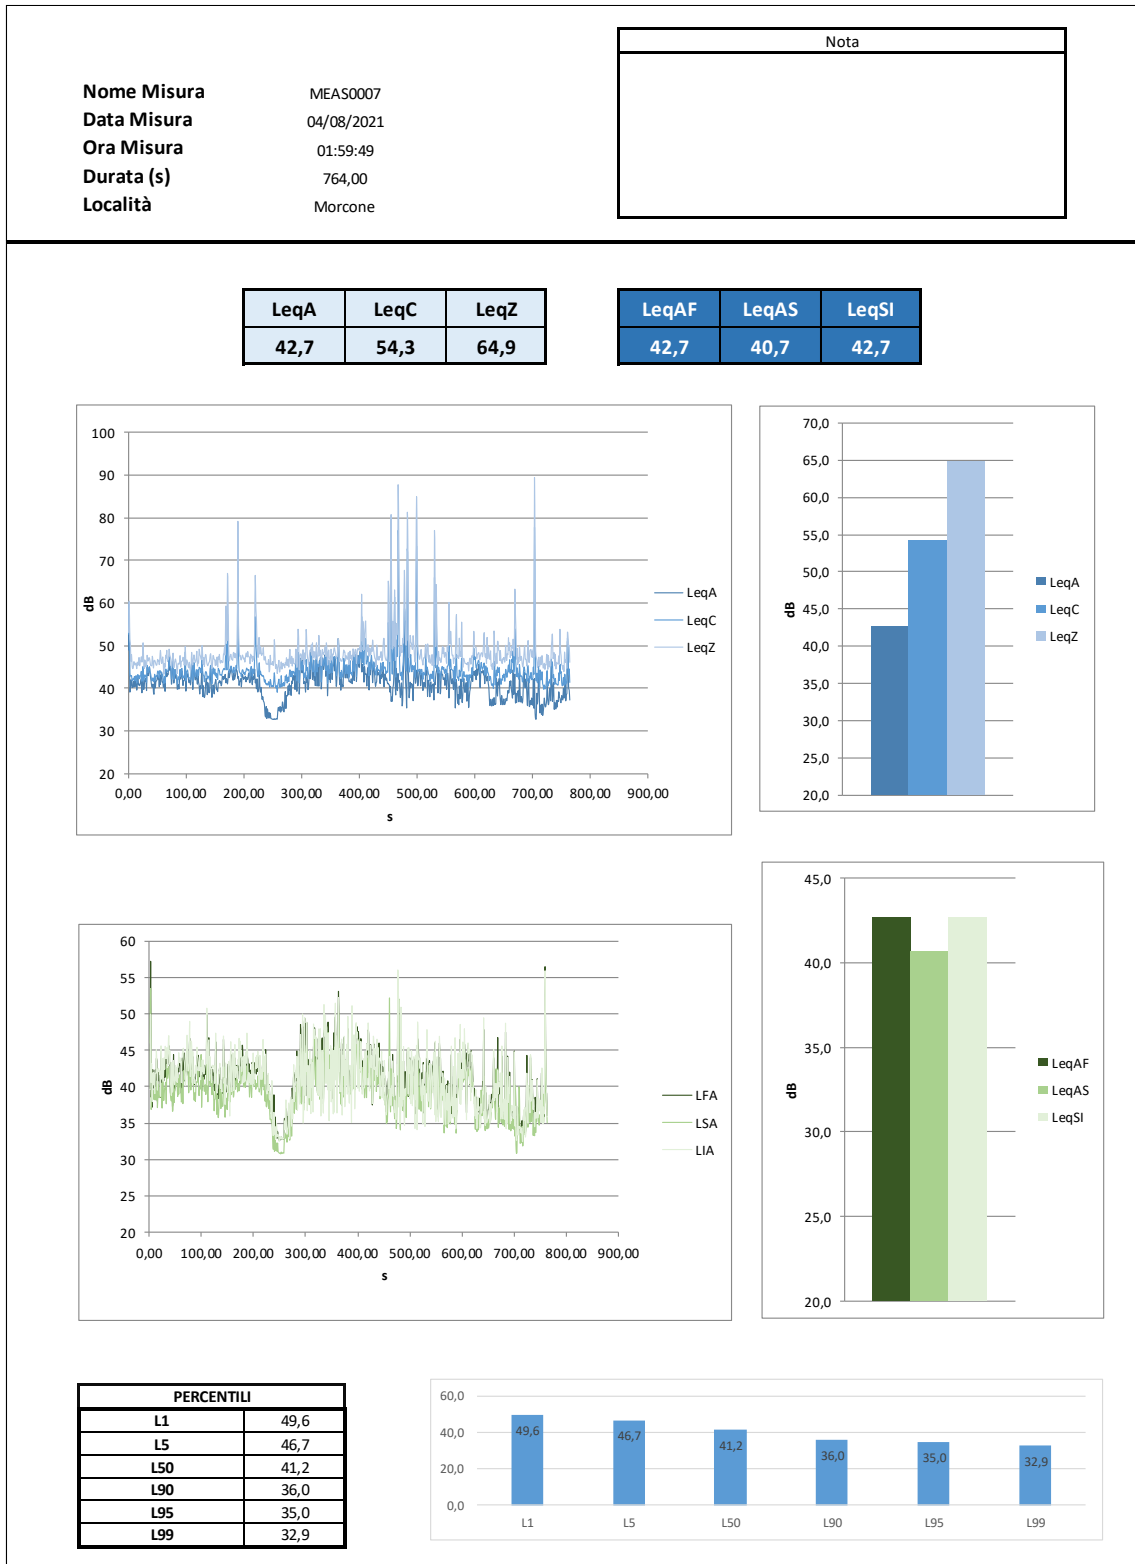 Nota
Nome Misura MEAS0007
Data Misura 04/08/2021
Ora Misura 01:59:49
Durata (s) 764,00
Località Morcone
LeqA LeqC LeqZ
42,7 54,3 64,9
LeqAF LeqAS LeqSI
42,7 40,7 42,7
100
90
80
70
60
50
40
30
20
dB
0,00 100,00 200,00 300,00 400,00 500,00 600,00 700,00 800,00 900,00
s
LeqA
LeqC
LeqZ
70,0
65,0
60,0
55,0
50,0
45,0
40,0
35,0
30,0
25,0
20,0
dB
LeqA
LeqC
LeqZ
60
55
50
45
40
35
30
25
20
dB
0,00 100,00 200,00 300,00 400,00 500,00 600,00 700,00 800,00 900,00
s
LFA
LSA
LIA
45,0
40,0
35,0
30,0
25,0
20,0
dB
LeqAF
LeqAS
LeqSI
PERCENTILI
L1 49,6
L5 46,7
L50 41,2
L90 36,0
L95 35,0
L99 32,9
60,0
40,0
20,0
0,0
49,6 46,7 41,2 36,0 35,0 32,9
L1 L5 L50 L90 L95 L99